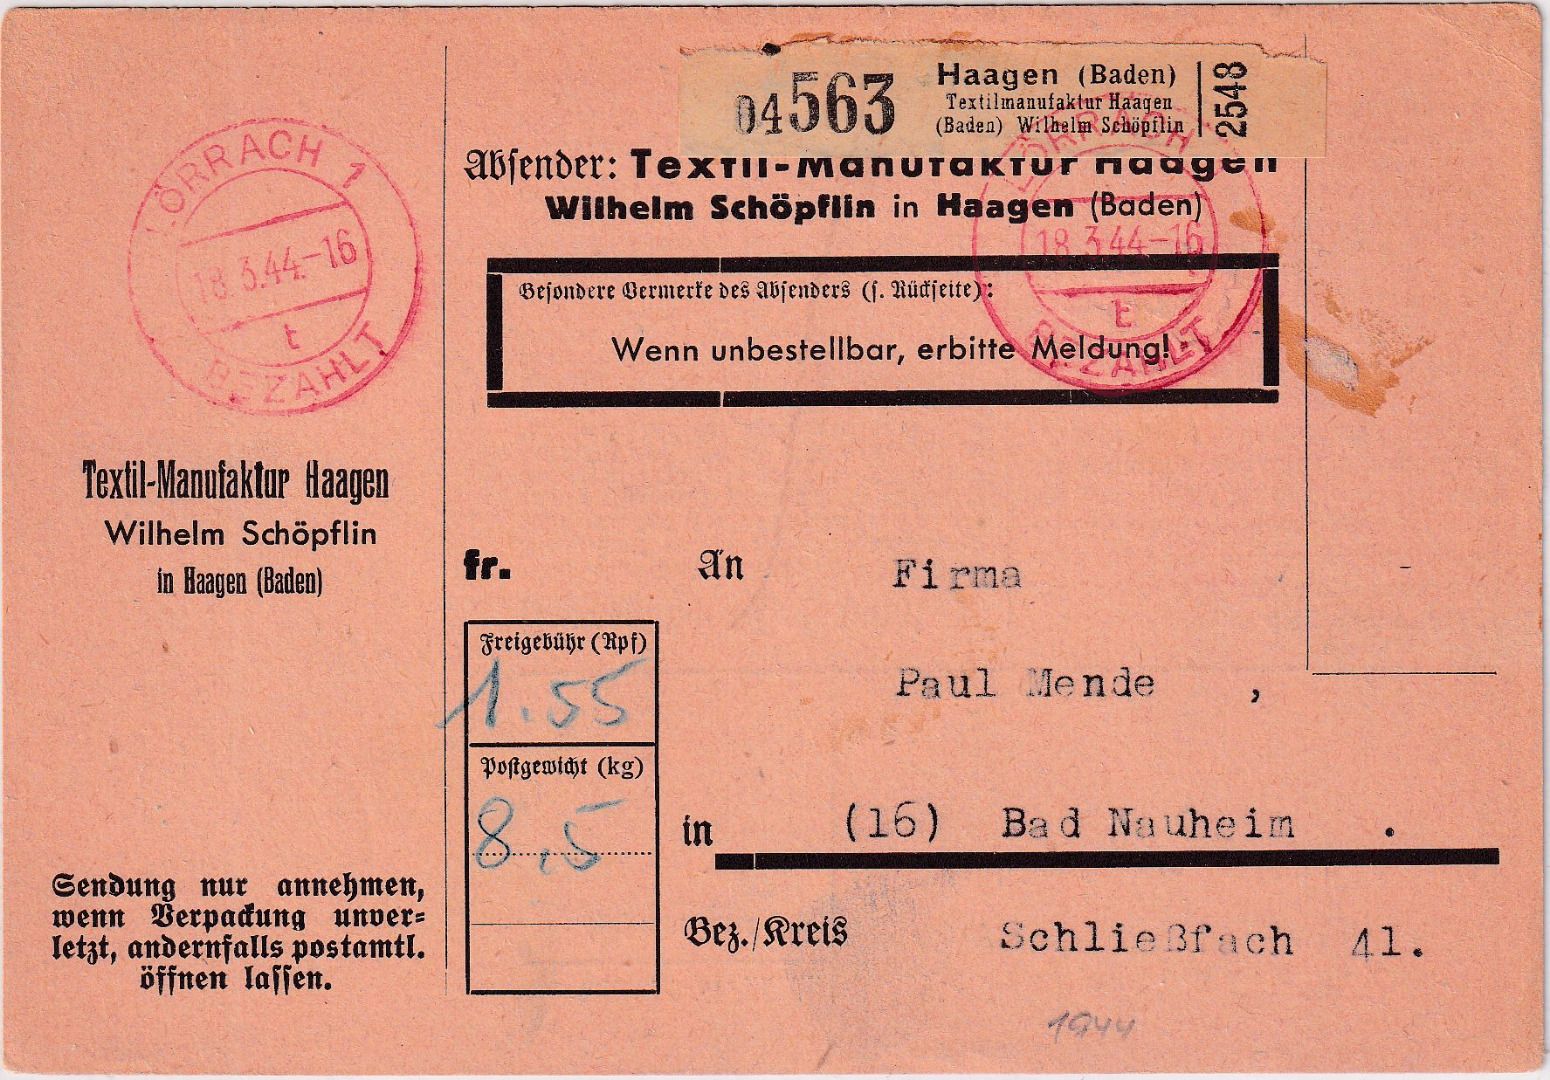 04563
Haagen (Baden)
Textilmanufaktur Haagen
(Baden) Wilhelm Schöpflin
2548
Absender: Textil-Manufaktur Haagen
Wilhelm Schöpflin in Haagen (Baden)
LÖRRACH 1
18.3.44.-16
t
BEZAHLT
LÖRRACH
18.3.44-16
t
BEZAHLT
Besondere Vermerke des Absenders (s. Rückseite):
Wenn unbestellbar, erbitte Meldung!
Textil-Manufaktur Haagen
Wilhelm Schöpflin
in Haagen (Baden)
fr.
An Firma
Freigebühr (Rpf)
1.55
Paul Mende ,
Postgewicht (kg)
8,5
in (16) Bad Nauheim .
Sendung nur annehmen,
wenn Verpackung unver=
letzt, andernfalls postamtl.
öffnen lassen.
Bez./Kreis Schließfach 41.
1944